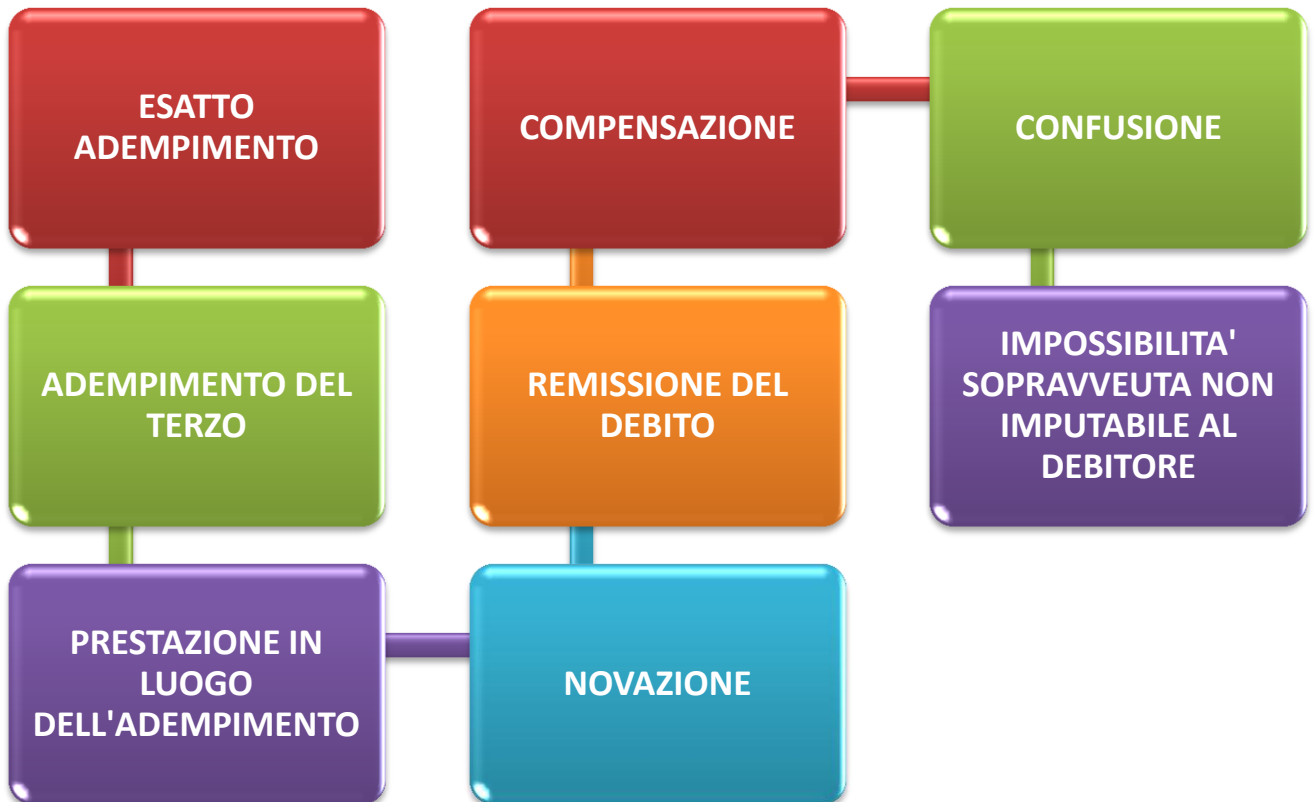 ESATTO
ADEMPIMENTO
ADEMPIMENTO DEL
TERZO
PRESTAZIONE IN
LUOGO
DELL'ADEMPIMENTO
NOVAZIONE
REMISSIONE DEL
DEBITO
COMPENSAZIONE
CONFUSIONE
IMPOSSIBILITA'
SOPRAVVEUTA NON
IMPUTABILE AL
DEBITORE